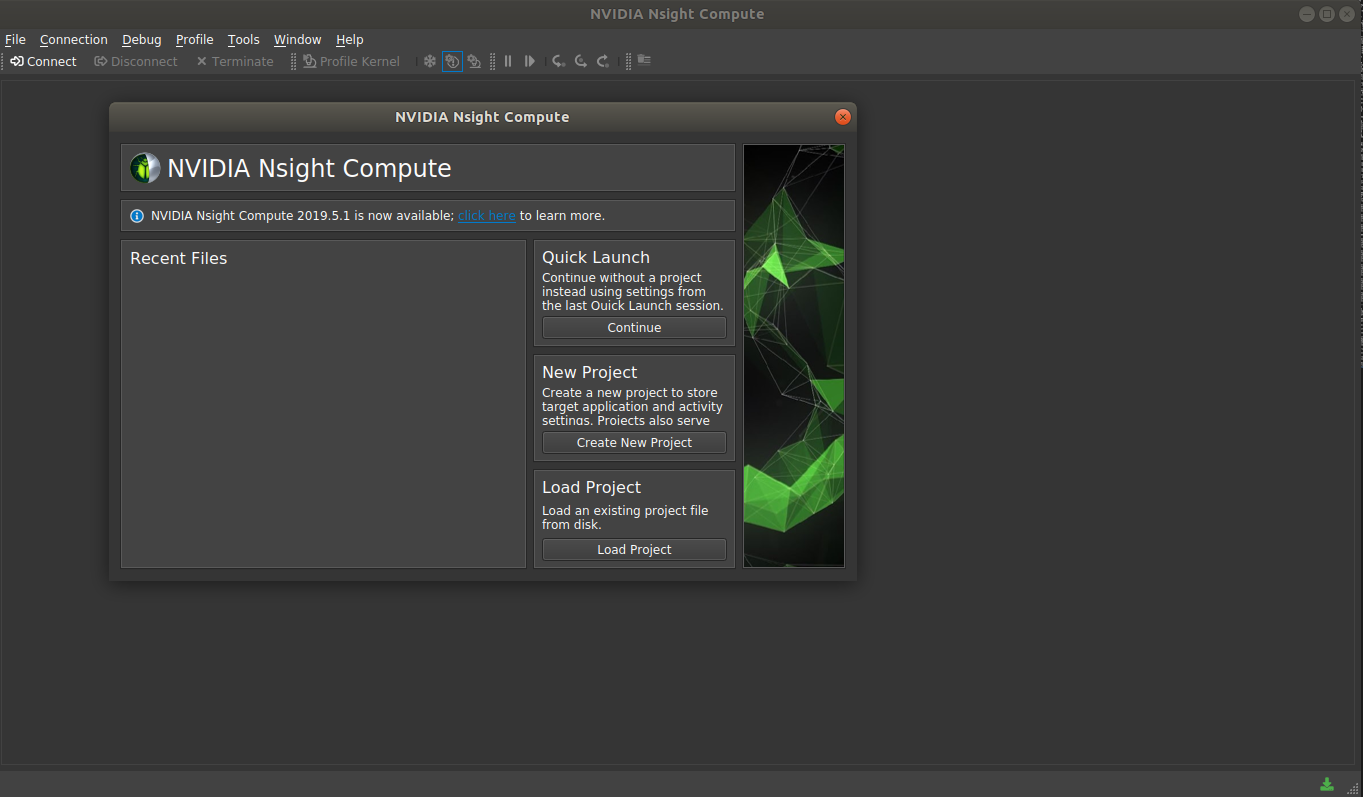 NVIDIA Nsight Compute
File Connection Debug Profile Tools Window Help
Connect Disconnect Terminate Profile Kernel
NVIDIA Nsight Compute
NVIDIA Nsight Compute
NVIDIA Nsight Compute 2019.5.1 is now available; click here to learn more.
Recent Files
Quick Launch
Continue without a project
instead using settings from
the last Quick Launch session.
Continue
New Project
Create a new project to store
target application and activity
settings. Projects also serve
Create New Project
Load Project
Load an existing project file
from disk.
Load Project